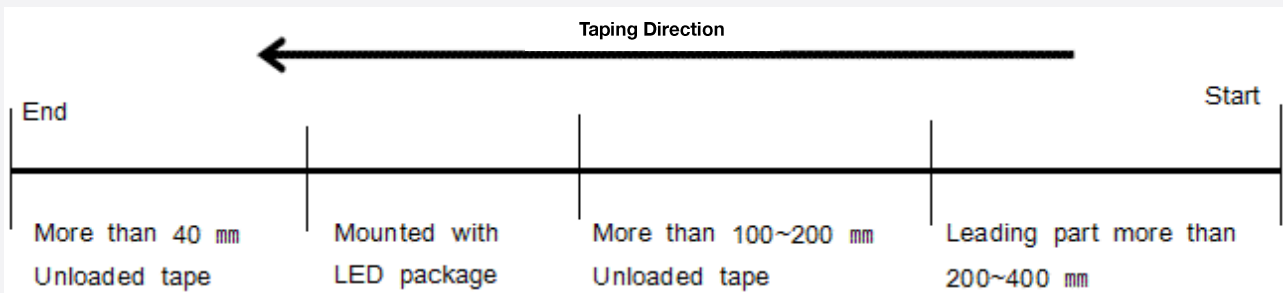 Taping Direction
End
Start
More than 40 ㎜
Unloaded tape
Mounted with
LED package
More than 100~200 ㎜
Unloaded tape
Leading part more than
200~400 ㎜